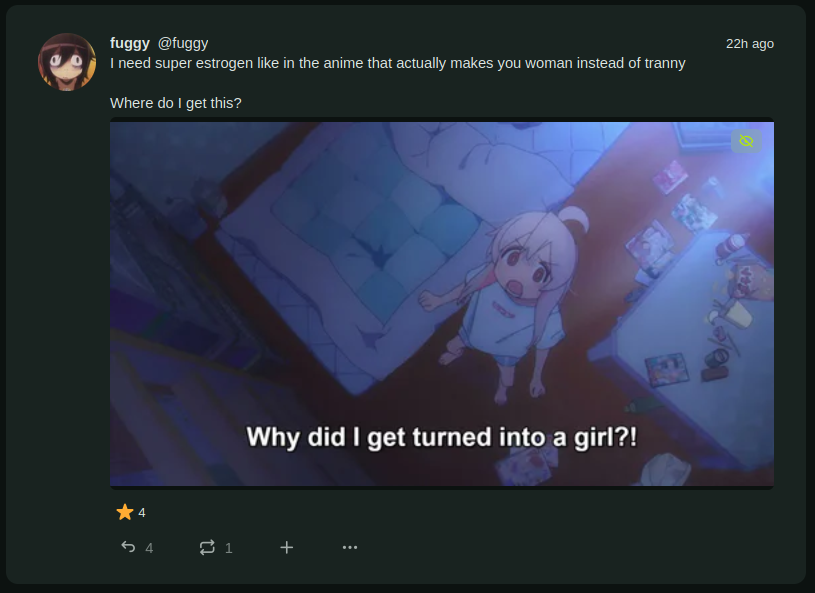 fuggy @fuggy 22h ago
I need super estrogen like in the anime that actually makes you woman instead of tranny
Where do I get this?
Why did I get turned into a girl?!
4
4 1